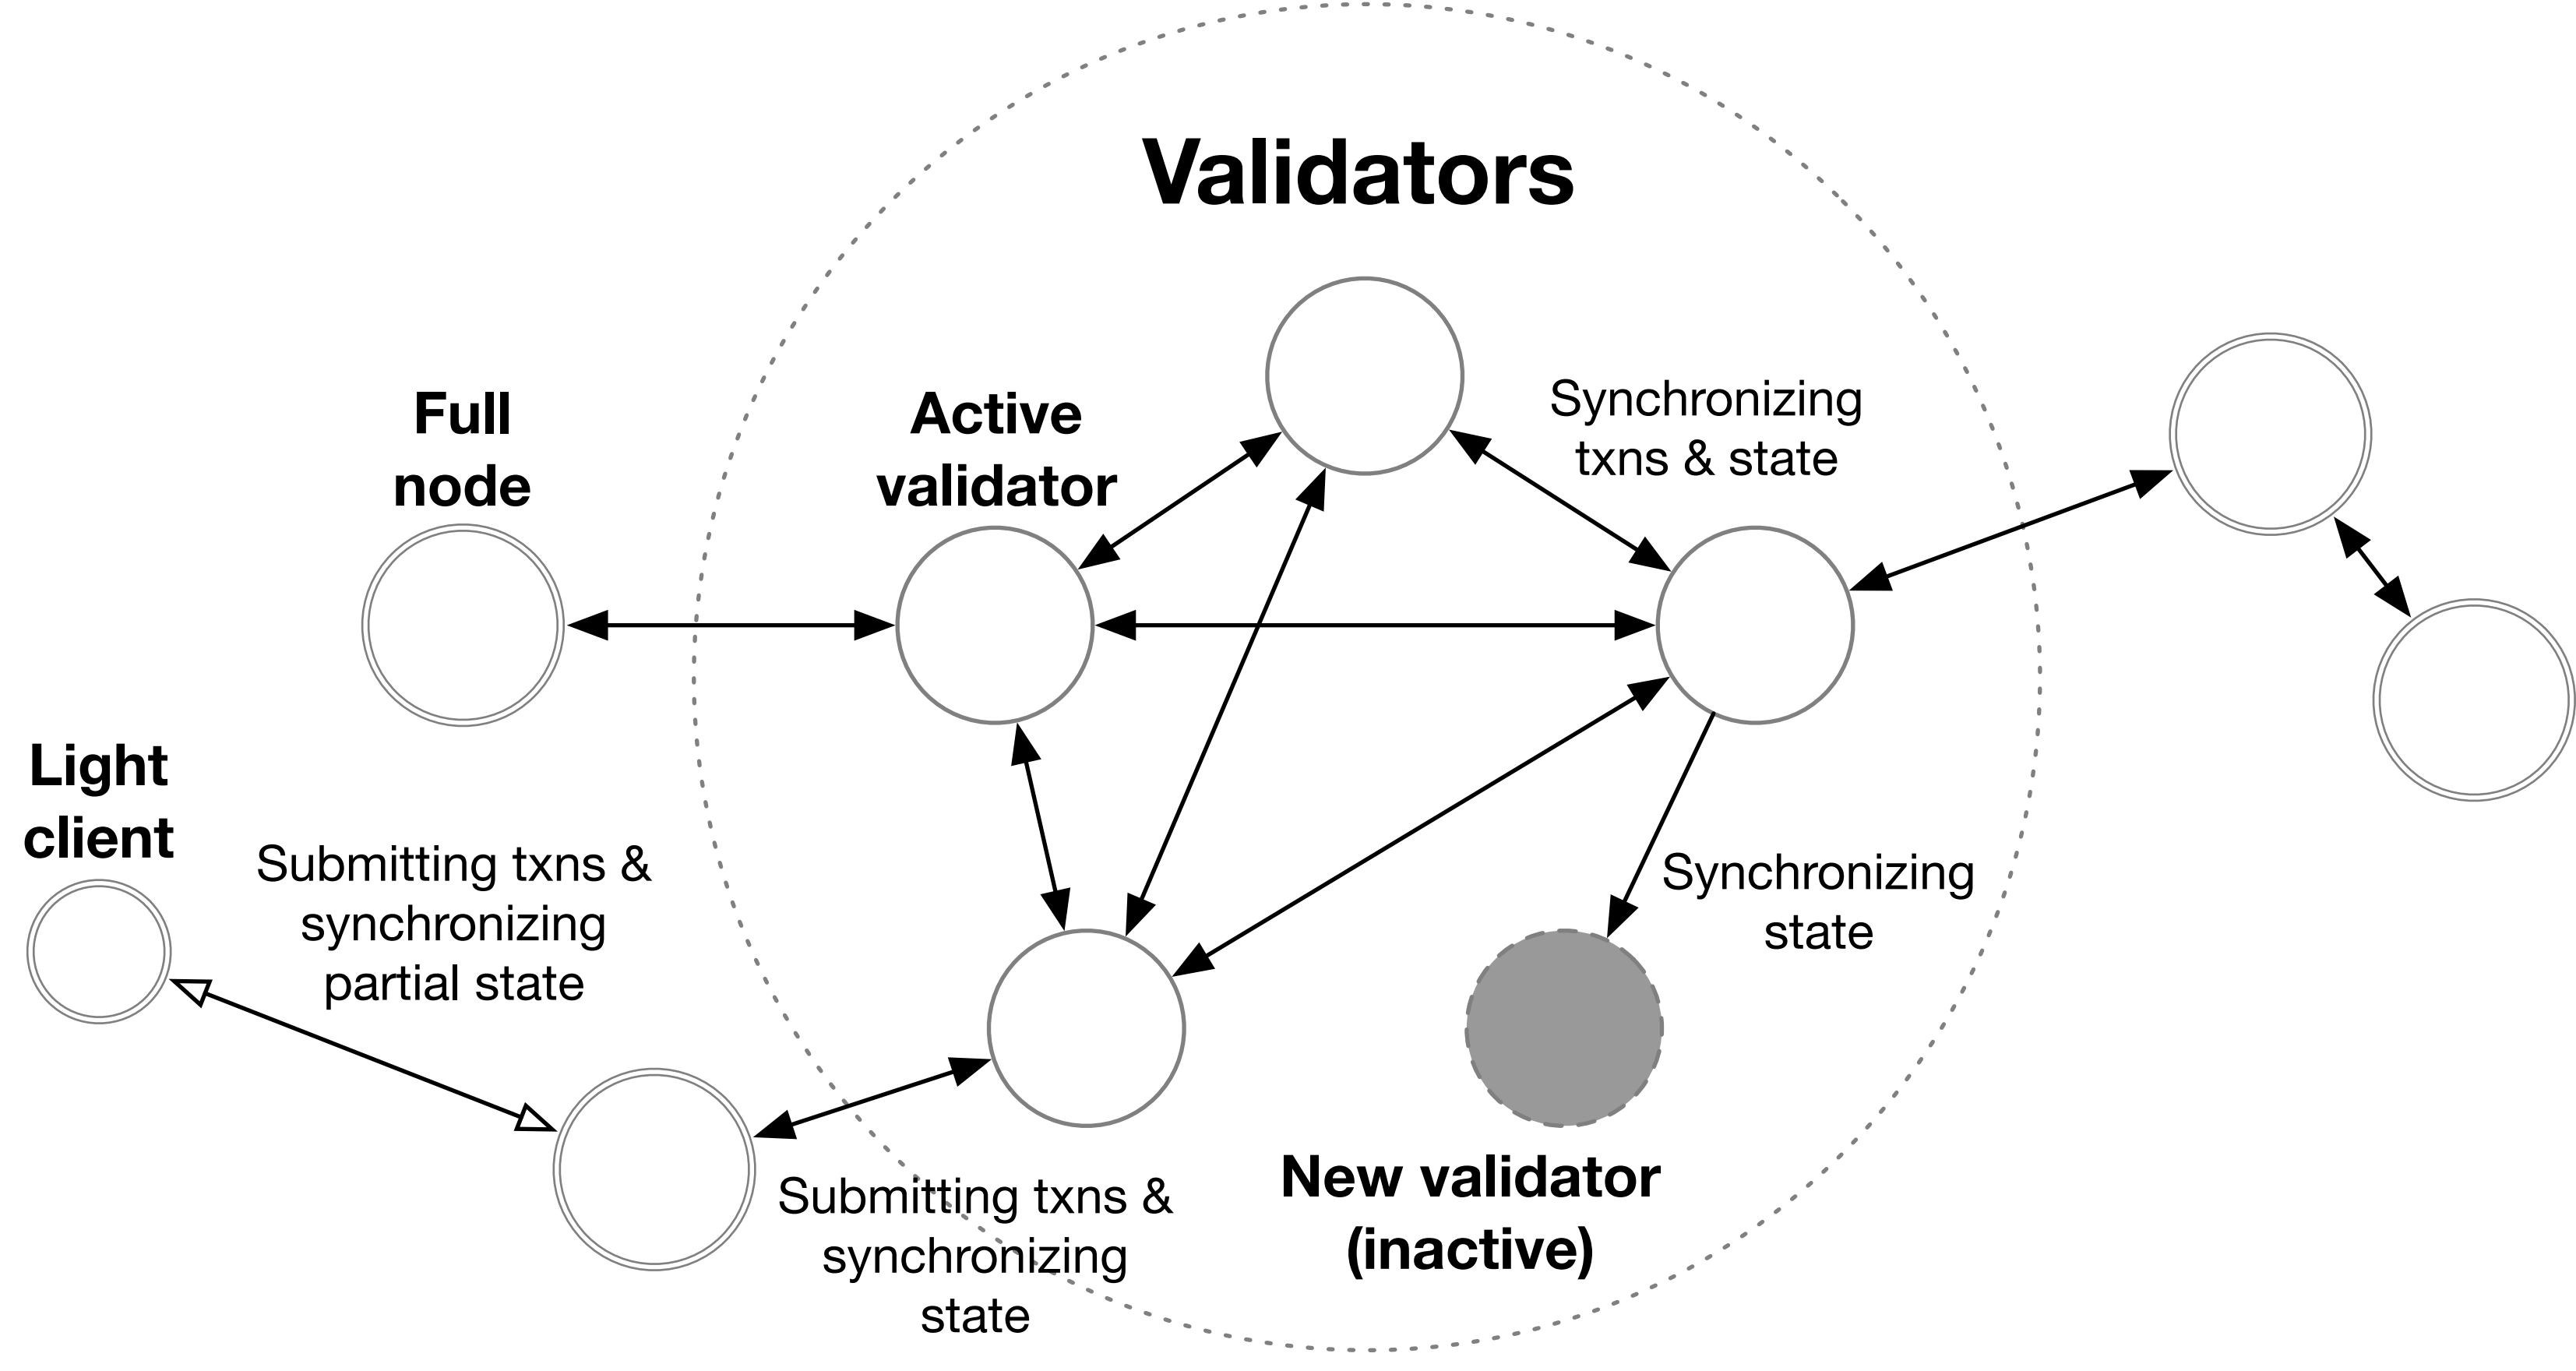 Validators
Full
node
Active
validator
Synchronizing
txns & state
Light
client
Submitting txns &
synchronizing
partial state
Synchronizing
state
Submitting txns &
synchronizing
state
New validator
(inactive)